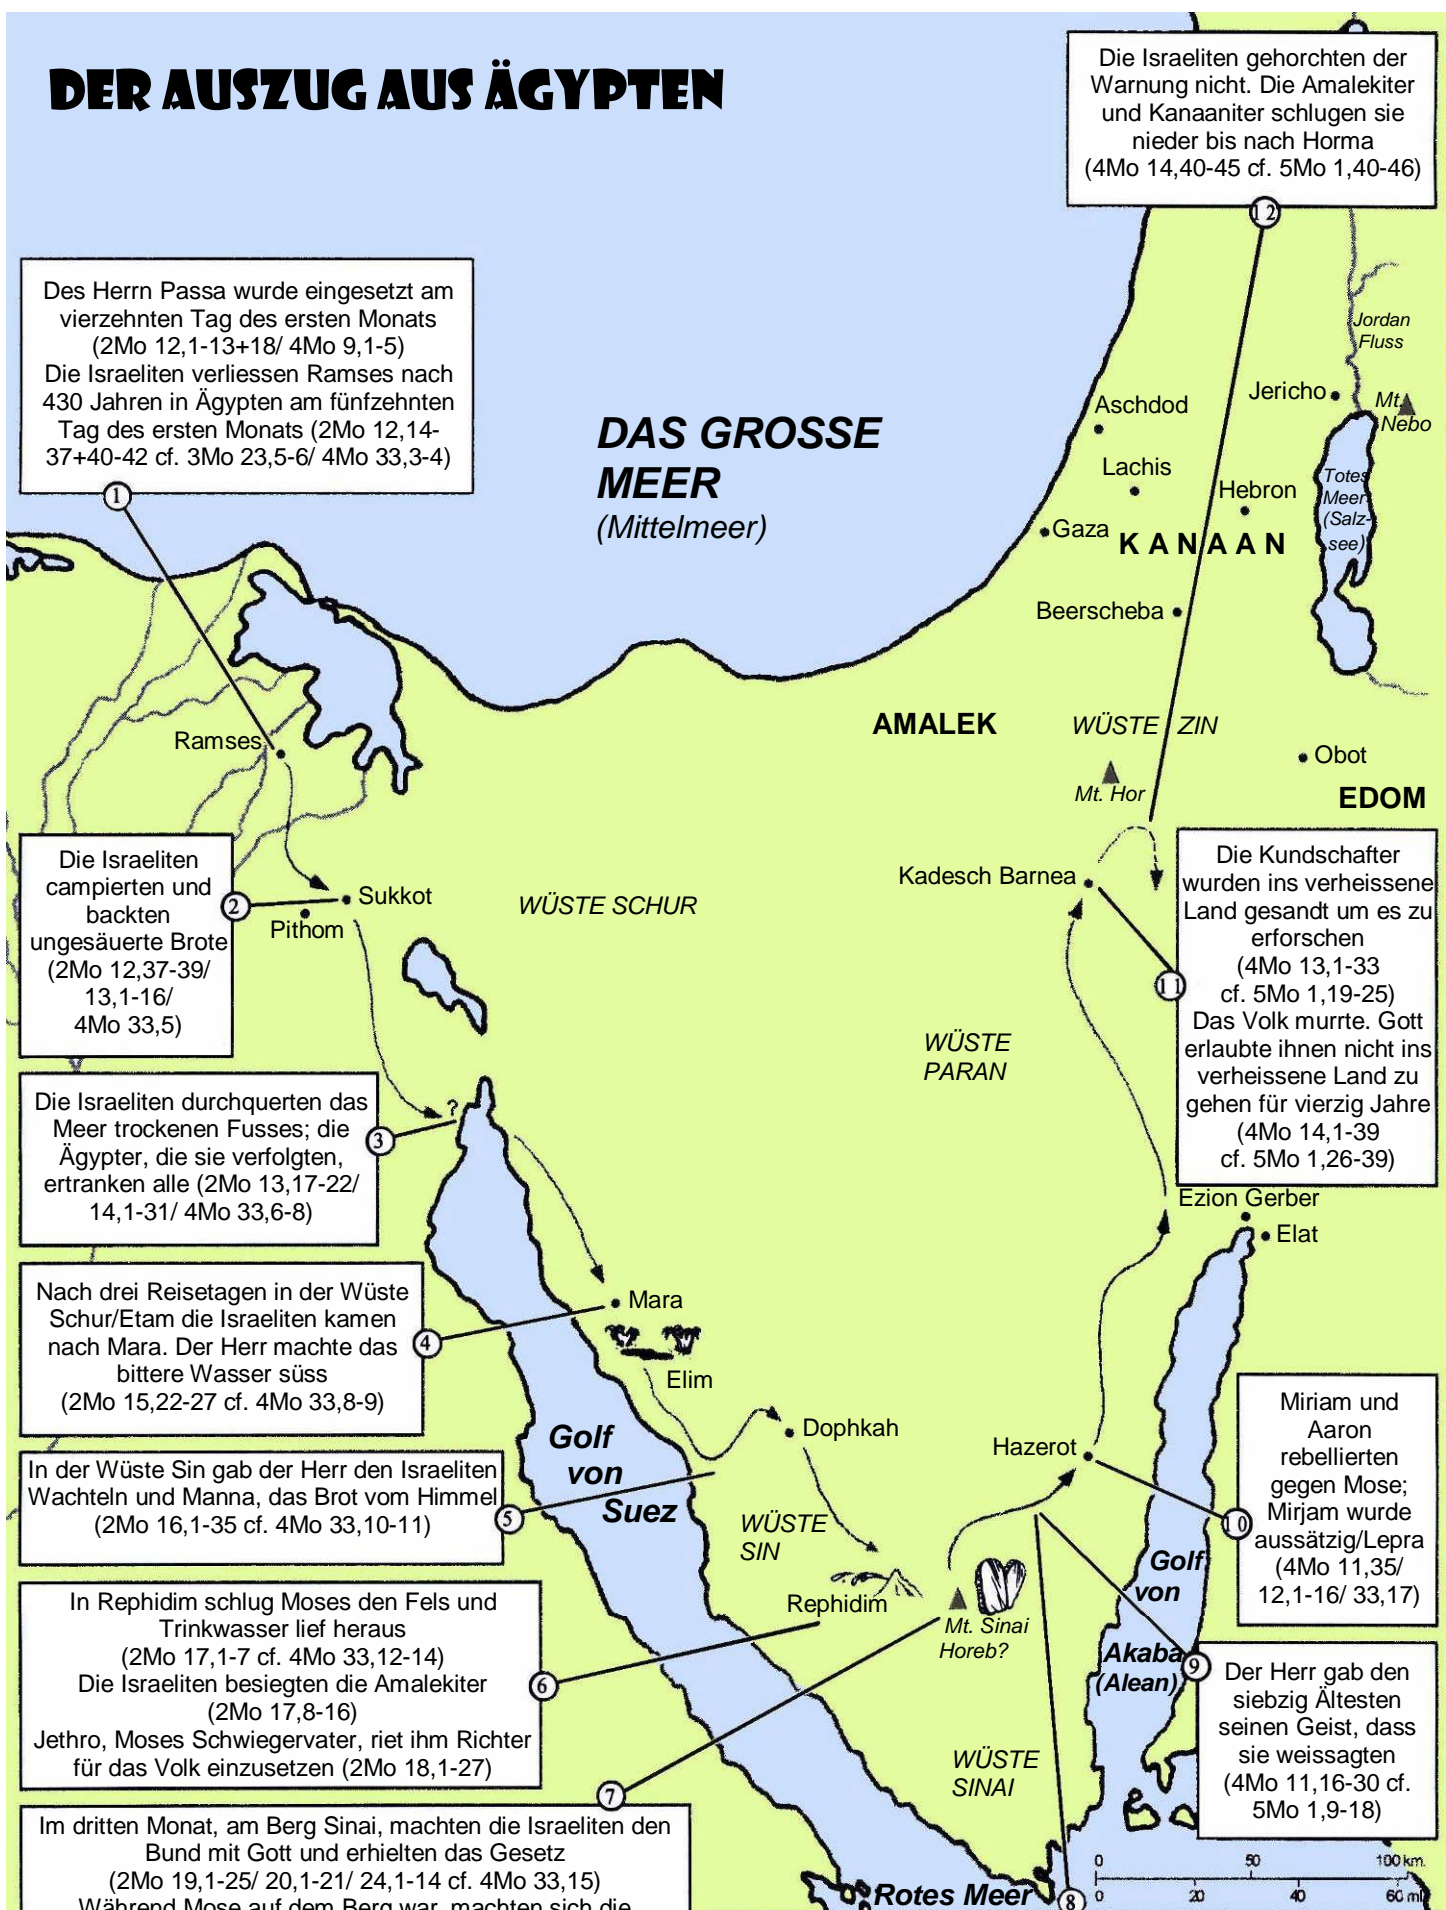 DER AUSZUG AUS ÄGYPTEN
Die Israeliten gehorchten der
Warnung nicht. Die Amalekiter
und Kanaaniter schlugen sie
nieder bis nach Horma
(4Mo 14,40-45 cf. 5Mo 1,40-46)
12
Des Herrn Passa wurde eingesetzt am
vierzehnten Tag des ersten Monats
(2Mo 12,1-13+18/ 4Mo 9,1-5)
Die Israeliten verliessen Ramses nach
430 Jahren in Ägypten am fünfzehnten
Tag des ersten Monats (2Mo 12,14-
37+40-42 cf. 3Mo 23,5-6/ 4Mo 33,3-4)
1
DAS GROSSE
MEER
(Mittelmeer)
Jordan
Fluss
Jericho
Mt.
Nebo
Aschdod
Lachis
Hebron
Totes
Meer
(Salz-
see)
Gaza
KANAAN
Beerscheba
AMALEK
WÜSTE ZIN
Ramses
Obot
Mt. Hor
EDOM
Die Israeliten
campierten und
backten
ungesäuerte Brote
(2Mo 12,37-39/
13,1-16/
4Mo 33,5)
2
Sukkot
Pithom
WÜSTE SCHUR
Kadesch Barnea
Die Kundschafter
wurden ins verheissene
Land gesandt um es zu
erforschen
(4Mo 13,1-33
cf. 5Mo 1,19-25)
Das Volk murrte. Gott
erlaubte ihnen nicht ins
verheissene Land zu
gehen für vierzig Jahre
(4Mo 14,1-39
cf. 5Mo 1,26-39)
11
WÜSTE
PARAN
Die Israeliten durchquerten das
Meer trockenen Fusses; die
Ägypter, die sie verfolgten,
ertranken alle (2Mo 13,17-22/
14,1-31/ 4Mo 33,6-8)
3
?
Ezion Gerber
Elat
Nach drei Reisetagen in der Wüste
Schur/Etam die Israeliten kamen
nach Mara. Der Herr machte das
bittere Wasser süss
(2Mo 15,22-27 cf. 4Mo 33,8-9)
4
Mara
Elim
Dophkah
Hazerot
Golf
von
Suez
Miriam und
Aaron
rebellierten
gegen Mose;
Mirjam wurde
aussätzig/Lepra
(4Mo 11,35/
12,1-16/ 33,17)
10
In der Wüste Sin gab der Herr den Israeliten
Wachteln und Manna, das Brot vom Himmel
(2Mo 16,1-35 cf. 4Mo 33,10-11)
5
WÜSTE
SIN
Rephidim
Mt. Sinai
Horeb?
Golf
von
Akaba
(Alean)
In Rephidim schlug Moses den Fels und
Trinkwasser lief heraus
(2Mo 17,1-7 cf. 4Mo 33,12-14)
Die Israeliten besiegten die Amalekiter
(2Mo 17,8-16)
Jethro, Moses Schwiegervater, riet ihm Richter
für das Volk einzusetzen (2Mo 18,1-27)
6
9
Der Herr gab den
siebzig Ältesten
seinen Geist, dass
sie weissagten
(4Mo 11,16-30 cf.
5Mo 1,9-18)
WÜSTE
SINAI
7
Im dritten Monat, am Berg Sinai, machten die Israeliten den
Bund mit Gott und erhielten das Gesetz
(2Mo 19,1-25/ 20,1-21/ 24,1-14 cf. 4Mo 33,15)
Während Mose auf dem Berg war, machten sich die
Rotes Meer
8
0 50 100 km.
0 20 40 60 ml